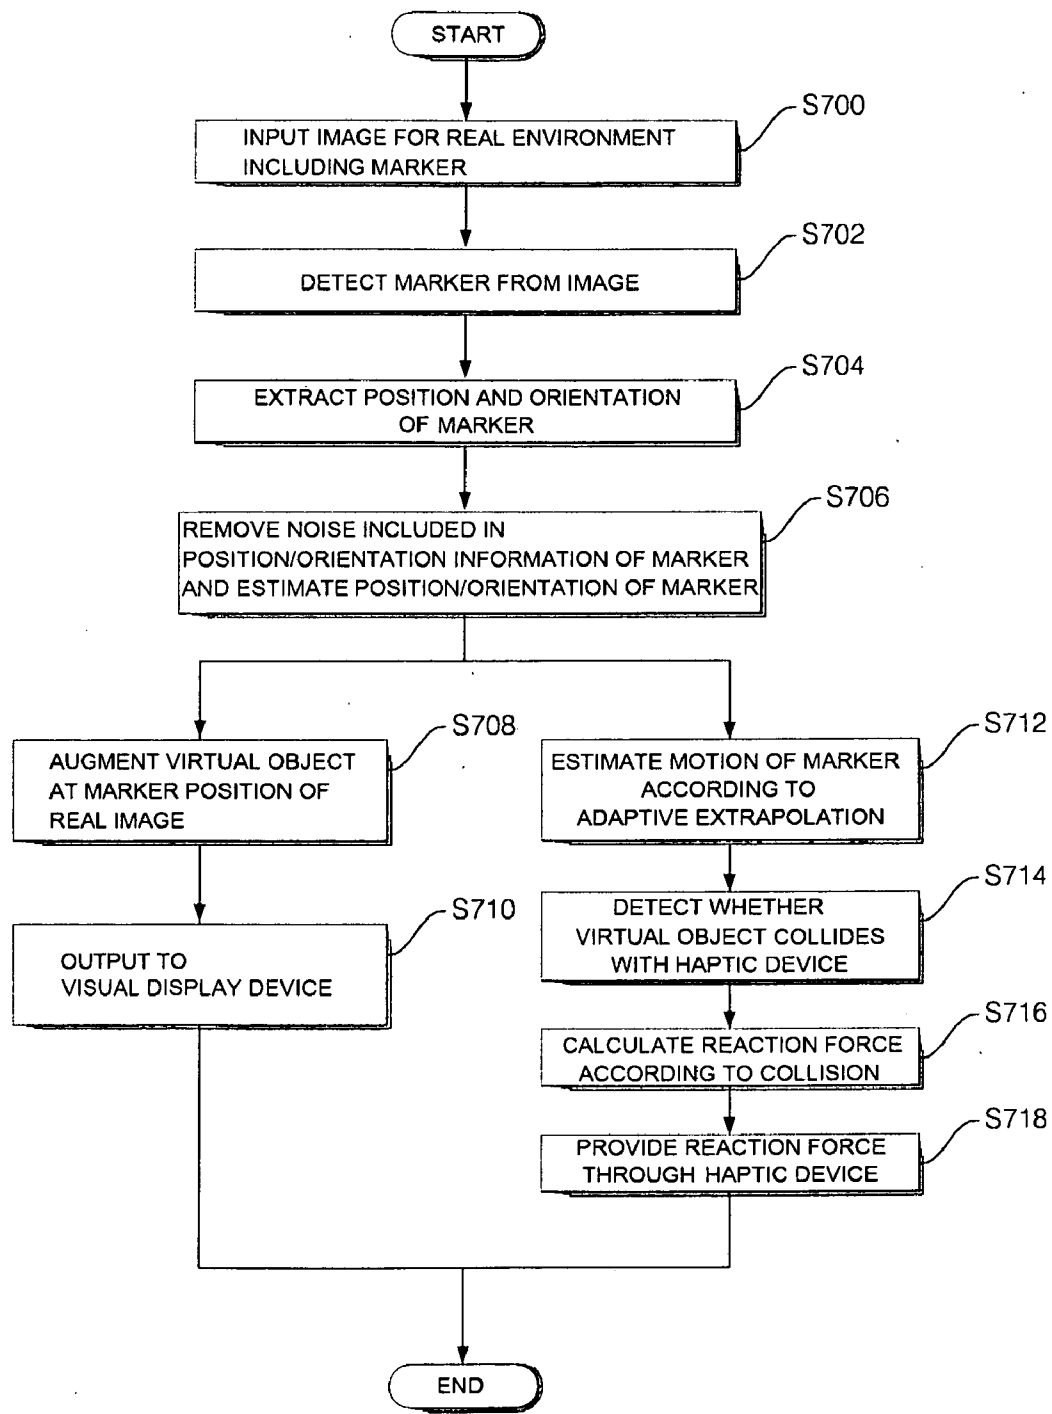 START
S700
INPUT IMAGE FOR REAL ENVIRONMENT
INCLUDING MARKER
S702
DETECT MARKER FROM IMAGE
S704
EXTRACT POSITION AND ORIENTATION
OF MARKER
S706
REMOVE NOISE INCLUDED IN
POSITION/ORIENTATION INFORMATION OF MARKER
AND ESTIMATE POSITION/ORIENTATION OF MARKER
S708
AUGMENT VIRTUAL OBJECT
AT MARKER POSITION OF
REAL IMAGE
S710
OUTPUT TO
VISUAL DISPLAY DEVICE
S712
ESTIMATE MOTION OF MARKER
ACCORDING TO
ADAPTIVE EXTRAPOLATION
S714
DETECT WHETHER
VIRTUAL OBJECT COLLIDES
WITH HAPTIC DEVICE
S716
CALCULATE REACTION FORCE
ACCORDING TO COLLISION
S718
PROVIDE REACTION FORCE
THROUGH HAPTIC DEVICE
END